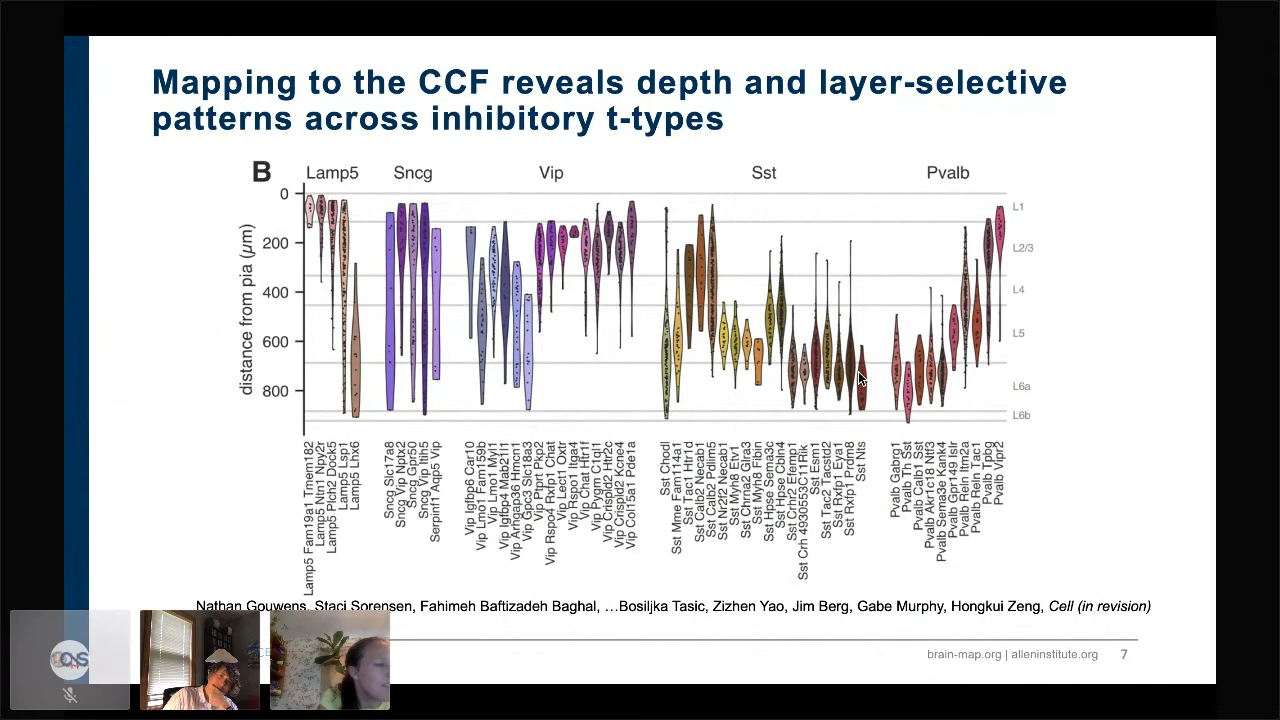 Mapping to the CCF reveals depth and layer-selective
patterns across inhibitory t-types
B
Lamp5 Sncg Vip Sst Pvalb
distance from pia (µm)
0
200
400
600
800
L1
L2/3
L4
L5
L6a
L6b
Lamp5 Fam19a1 Tmem182
Lamp5 Ntn1 Npy2r
Lamp5 Plch2 Dock5
Lamp5 Lsp1
Lamp5 Lhx6
Sncg Slc17a8
Sncg Vip Nptx2
Sncg Gpr50
Sncg Vip Itih5
Serpinf1 Aqp5 Vip
Vip Igfbp6 Car10
Vip Lmo1 Fam159b
Vip Lmo1 Myl1
Vip Igfbp4 Mab21l1
Vip Arhgap36 Hmcn1
Vip Gpc3 Slc18a3
Vip Ptprt Pkp2
Vip Rspo4 Rxfp1 Chat
Vip Lect1 Oxtr
Vip Rspo1 Itga4
Vip Chat Htr1f
Vip Pygm C1ql1
Vip Crispld2 Htr2c
Vip Crispld2 Kcne4
Vip Col15a1 Pde1a
Sst Chodl
Sst Mme Fam114a1
Sst Tac1 Htr1d
Sst Calb2 Necab1
Sst Calb2 Pdlim5
Sst Nr2f2 Necab1
Sst Myh8 Etv1
Sst Chrna2 Glra3
Sst Myh8 Fibin
Sst Hpse Sema3c
Sst Hpse Cbln4
Sst Crhr2 Efemp1
Sst Crh 4930553C11Rik
Sst Esm1
Sst Tac2 Tacstd2
Sst Rxfp1 Eya1
Sst Rxfp1 Prdm8
Sst Nts
Pvalb Gabrg1
Pvalb Th Sst
Pvalb Calb1 Sst
Pvalb Akr1c18 Ntf3
Pvalb Sema3e Kank4
Pvalb Gpr149 Islr
Pvalb Reln Itm2a
Pvalb Reln Tac1
Pvalb Tpbg
Pvalb Vipr2
Nathan Gouwens, Staci Sorensen, Fahimeh Baftizadeh Baghal, …Bosiljka Tasic, Zizhen Yao, Jim Berg, Gabe Murphy, Hongkui Zeng, Cell (in revision)
brain-map.org | alleninstitute.org 7